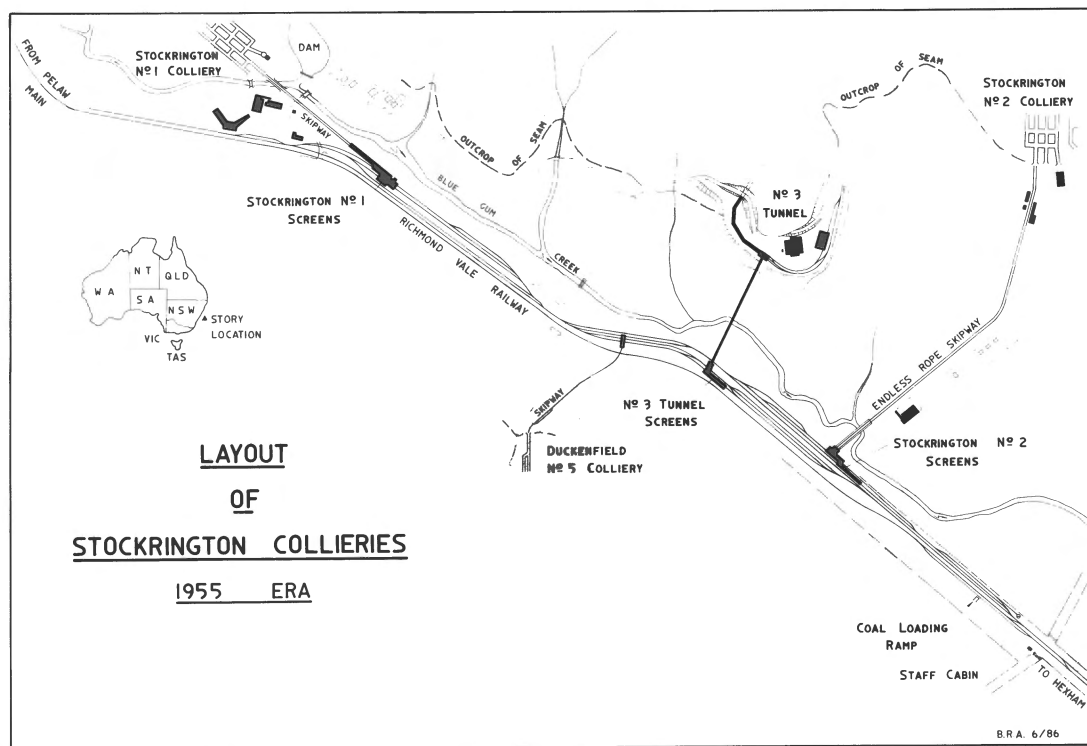 FROM PELAW
MAIN
STOCKRINGTON
Nº 1 COLLIERY
DAM
SKIPWAY
OUTCROP OF SEAM
OUTCROP OF SEAM
STOCKRINGTON
Nº 2 COLLIERY
STOCKRINGTON Nº 1
SCREENS
BLUE GUM CREEK
Nº 3
TUNNEL
RICHMOND VALE RAILWAY
WA
NT
QLD
SA
NSW
VIC
TAS
STORY
LOCATION
ENDLESS ROPE SKIPWAY
SKIPWAY
Nº 3 TUNNEL
SCREENS
DUCKENFIELD
Nº 5 COLLIERY
STOCKRINGTON Nº 2
SCREENS
LAYOUT
OF
STOCKRINGTON COLLIERIES
1955 ERA
COAL LOADING
RAMP
STAFF CABIN
TO HEXHAM
B.R.A. 6/86